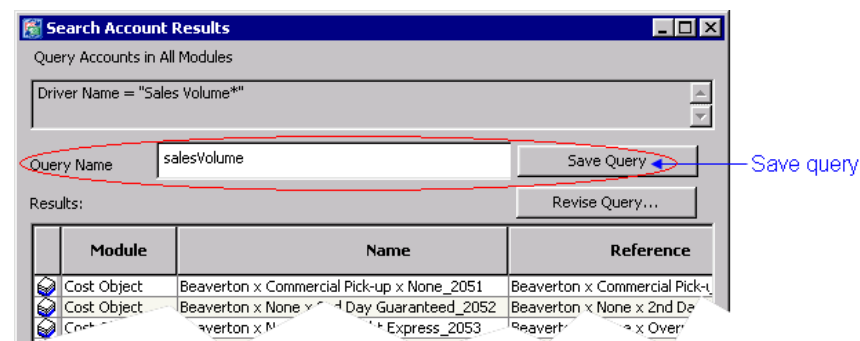 Search Account Results
Query Accounts in All Modules
Driver Name = "Sales Volume*"
Query Name salesVolume Save Query Save query
Results: Revise Query...
Module Name Reference
Cost Object Beaverton x Commercial Pick-up x None_2051 Beaverton x Commercial
Cost Object Beaverton x None x Day Guaranteed_2052 Beaverton x None x 2nd
x Express_2053 x